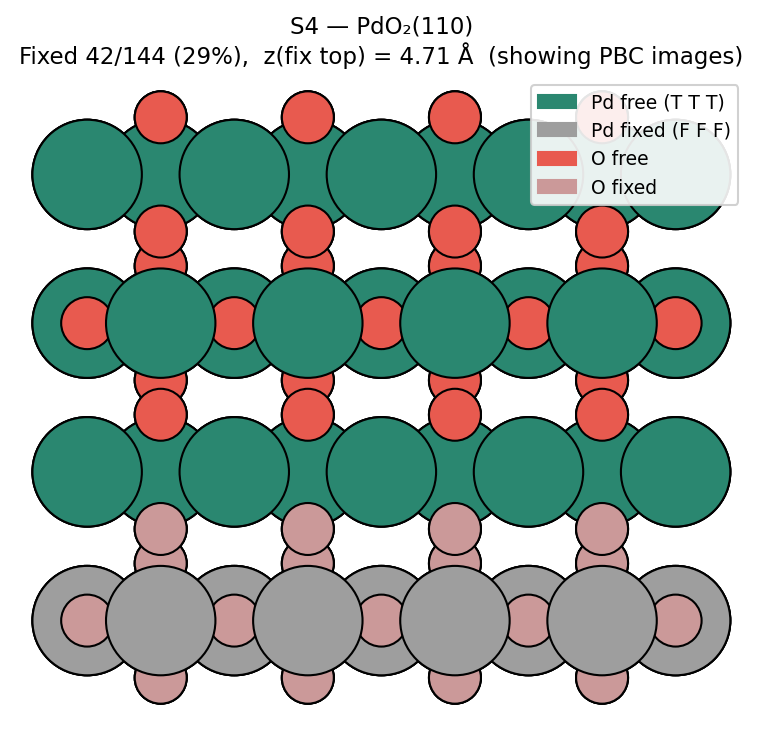 S4 — PdO₂(110)
Fixed 42/144 (29%),  z(fix top) = 4.71 Å  (showing PBC images)
Pd free (T T T)
Pd fixed (F F F)
O free
O fixed